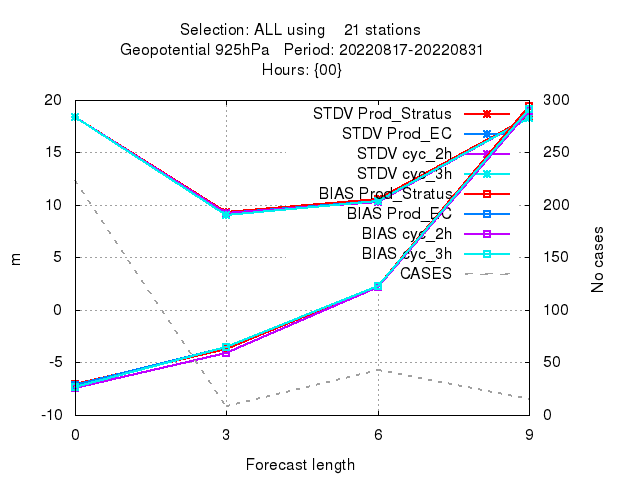 Selection: ALL using 21 stations
Geopotential 925hPa Period: 20220817-20220831
Hours: {00}
20
15
10
5
0
-5
-10
300
250
200
150
100
50
0
m
No cases
STDV Prod_Stratus
STDV Prod_EC
STDV cyc_2h
STDV cyc_3h
BIAS Prod_Stratus
BIAS Prod_EC
BIAS cyc_2h
BIAS cyc_3h
CASES
0 3 6 9
Forecast length